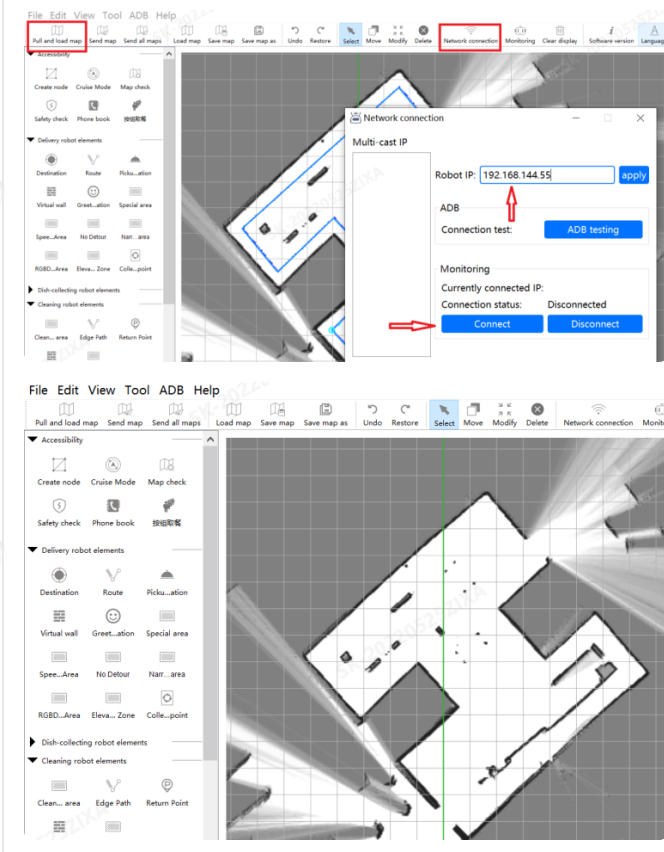 File Edit View Tool ADB Help
Pull and load map Send map Send all maps Load map Save map Save map as Undo Restore Select Move Modify Delete Network connection Monitoring Clear display Software version Languag
Accessibility
Create node Cruise Mode Map check
Safety check Phone book 按组取餐
Delivery robot elements
Destination Route Picku...ation
Virtual wall Greet...ation Special area
Spee...Area No Detour Narr...area
RGBD...Area Eleva... Zone Colle...point
Dish-collecting robot elements
Cleaning robot elements
Clean... area Edge Path Return Point
Network connection
Multi-cast IP
Robot IP: 192.168.144.55 apply
ADB
Connection test: ADB testing
Monitoring
Currently connected IP:
Connection status: Disconnected
Connect Disconnect
File Edit View Tool ADB Help
Pull and load map Send map Send all maps Load map Save map Save map as Undo Restore Select Move Modify Delete Network connection Monito
Accessibility
Create node Cruise Mode Map check
Safety check Phone book 按组取餐
Delivery robot elements
Destination Route Picku...ation
Virtual wall Greet...ation Special area
Spee...Area No Detour Narr...area
RGBD...Area Eleva... Zone Colle...point
Dish-collecting robot elements
Cleaning robot elements
Clean... area Edge Path Return Point